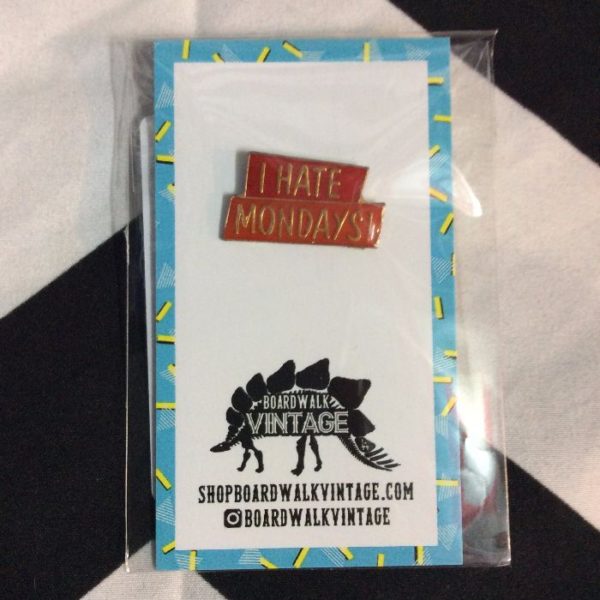 I HATE
MONDAYS!
BOARDWALK
VINTAGE
SHOPBOARDWALKVINTAGE.COM
BOARDWALKVINTAGE